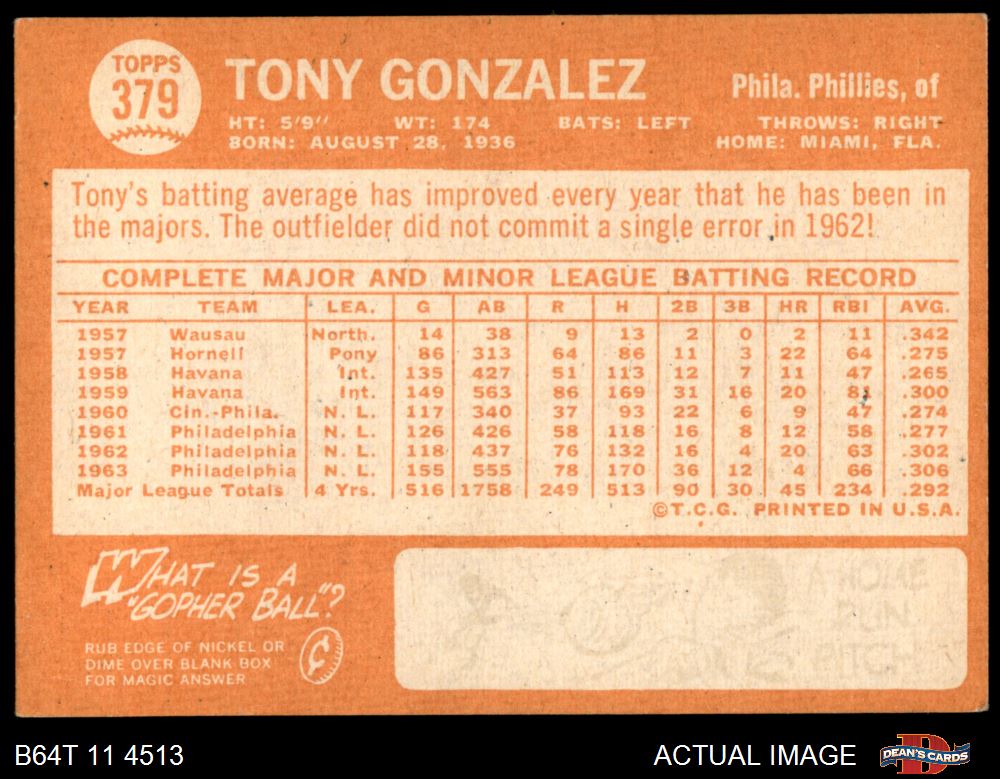 TOPPS
379
TONY GONZALEZ
Phila. Phillies, of
HT: 5'9" WT: 174 BATS: LEFT THROWS: RIGHT
BORN: AUGUST 28, 1936 HOME: MIAMI, FLA.
Tony's batting average has improved every year that he has been in
the majors. The outfielder did not commit a single error in 1962!
COMPLETE MAJOR AND MINOR LEAGUE BATTING RECORD
YEAR TEAM LEA. G AB R H 2B 3B HR RBI AVG.
1957 Wausau North. 14 38 9 13 2 0 2 11 .342
1957 Hornell Pony 86 313 64 86 11 3 22 64 .275
1958 Havana Int. 135 427 51 113 12 7 11 47 .265
1959 Havana Int. 149 563 86 169 31 16 20 81 .300
1960 Cin.-Phila. N. L. 117 340 37 93 22 6 9 47 .274
1961 Philadelphia N. L. 126 426 58 118 16 8 12 58 .277
1962 Philadelphia N. L. 118 437 76 132 16 4 20 63 .302
1963 Philadelphia N. L. 155 555 78 170 36 12 4 66 .306
Major League Totals 4 Yrs. 516 1758 249 513 90 30 45 234 .292
©T.C.G. PRINTED IN U.S.A.
WHAT IS A
"GOPHER BALL"?
RUB EDGE OF NICKEL OR
DIME OVER BLANK BOX
FOR MAGIC ANSWER
¢
A HOME
RUN
PITCH
B64T 11 4513
ACTUAL IMAGE
DEAN'S CARDS